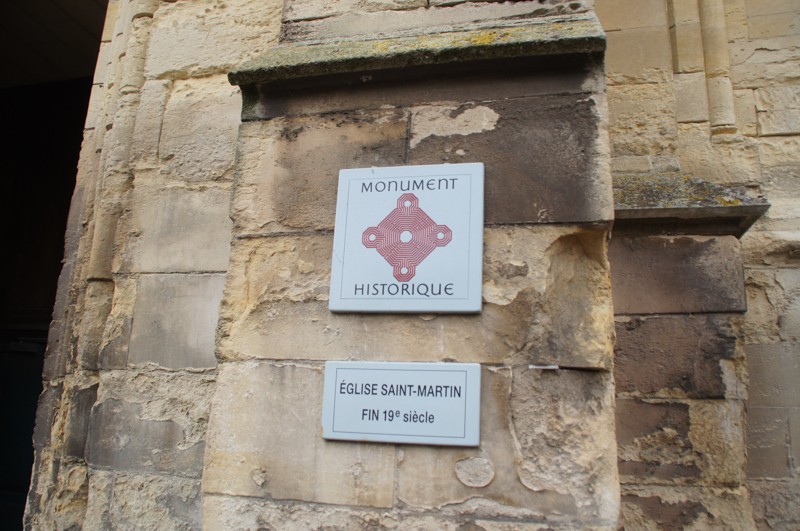 MONUMENT
HISTORIQUE
ÉGLISE SAINT-MARTIN
FIN 19e siècle